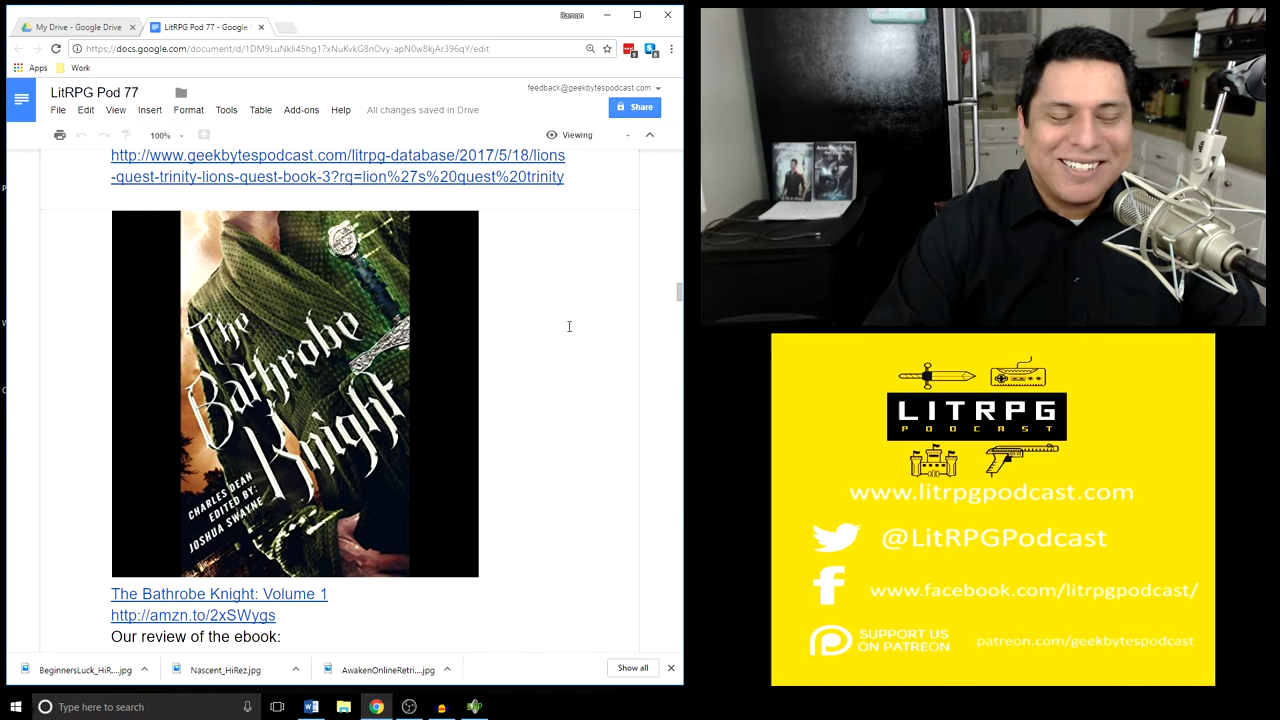 Ramon
My Drive - Google Drive
LitRPG Pod 77 - Google
https://docs.google.com/document/d/1DM9LuNkIi45hg17xNuKvkG8nOvy-apN0w8kjAr396qY/edit
Apps
Work
LitRPG Pod 77
feedback@geekbytespodcast.com
File Edit View Insert Format Tools Table Add-ons Help All changes saved in Drive
Share
100%
Viewing
http://www.geekbytespodcast.com/litrpg-database/2017/5/18/lions
-quest-trinity-lions-quest-book-3?rq=lion%27s%20quest%20trinity
The
Bathrobe
Knight
CHARLES DEAN
EDITED BY:
JOSHUA SWAYNE
The Bathrobe Knight: Volume 1
http://amzn.to/2xSWygs
Our review of the ebook:
BeginnersLuck_HiR....jpg
Nascent_HiRez.jpg
AwakenOnlineRetri....jpg
Show all
Type here to search
LITRPG
PODCAST
www.litrpgpodcast.com
@LitRPGPodcast
www.facebook.com/litrpgpodcast/
SUPPORT US
ON PATREON
patreon.com/geekbytespodcast